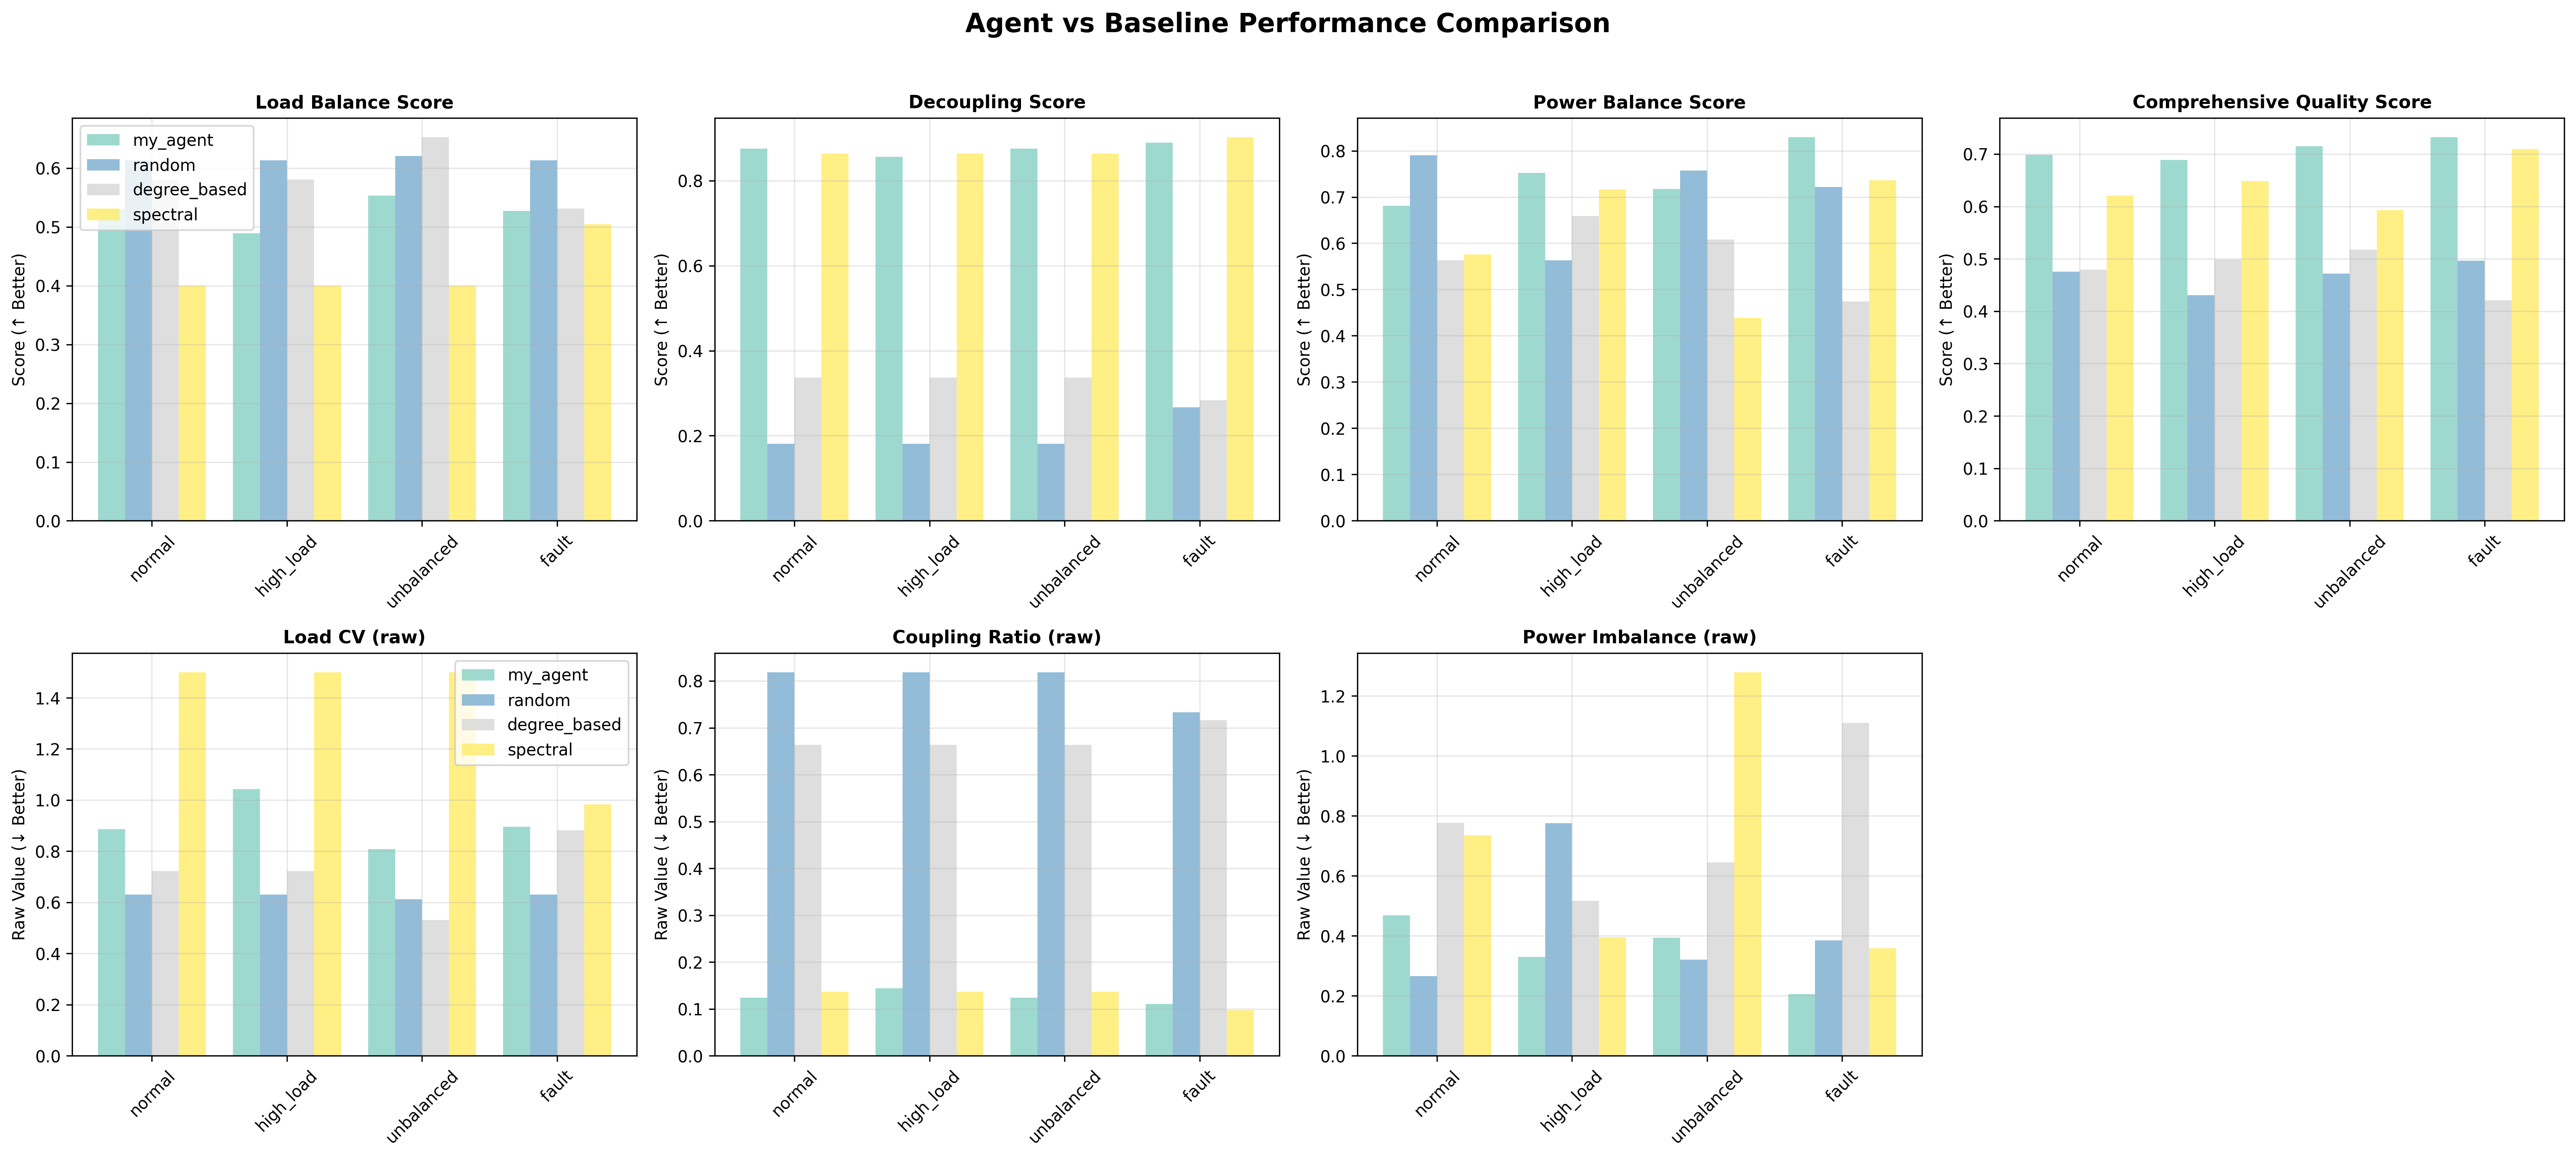 Agent vs Baseline Performance Comparison
Load Balance Score
Score (↑ Better)
0.6
0.5
0.4
0.3
0.2
0.1
0.0
my_agent
random
degree_based
spectral
normal
high_load
unbalanced
fault
Decoupling Score
Score (↑ Better)
0.8
0.6
0.4
0.2
0.0
normal
high_load
unbalanced
fault
Power Balance Score
Score (↑ Better)
0.8
0.7
0.6
0.5
0.4
0.3
0.2
0.1
0.0
normal
high_load
unbalanced
fault
Comprehensive Quality Score
Score (↑ Better)
0.7
0.6
0.5
0.4
0.3
0.2
0.1
0.0
normal
high_load
unbalanced
fault
Load CV (raw)
Raw Value (↓ Better)
1.4
1.2
1.0
0.8
0.6
0.4
0.2
0.0
my_agent
random
degree_based
spectral
normal
high_load
unbalanced
fault
Coupling Ratio (raw)
Raw Value (↓ Better)
0.8
0.7
0.6
0.5
0.4
0.3
0.2
0.1
0.0
normal
high_load
unbalanced
fault
Power Imbalance (raw)
Raw Value (↓ Better)
1.2
1.0
0.8
0.6
0.4
0.2
0.0
normal
high_load
unbalanced
fault